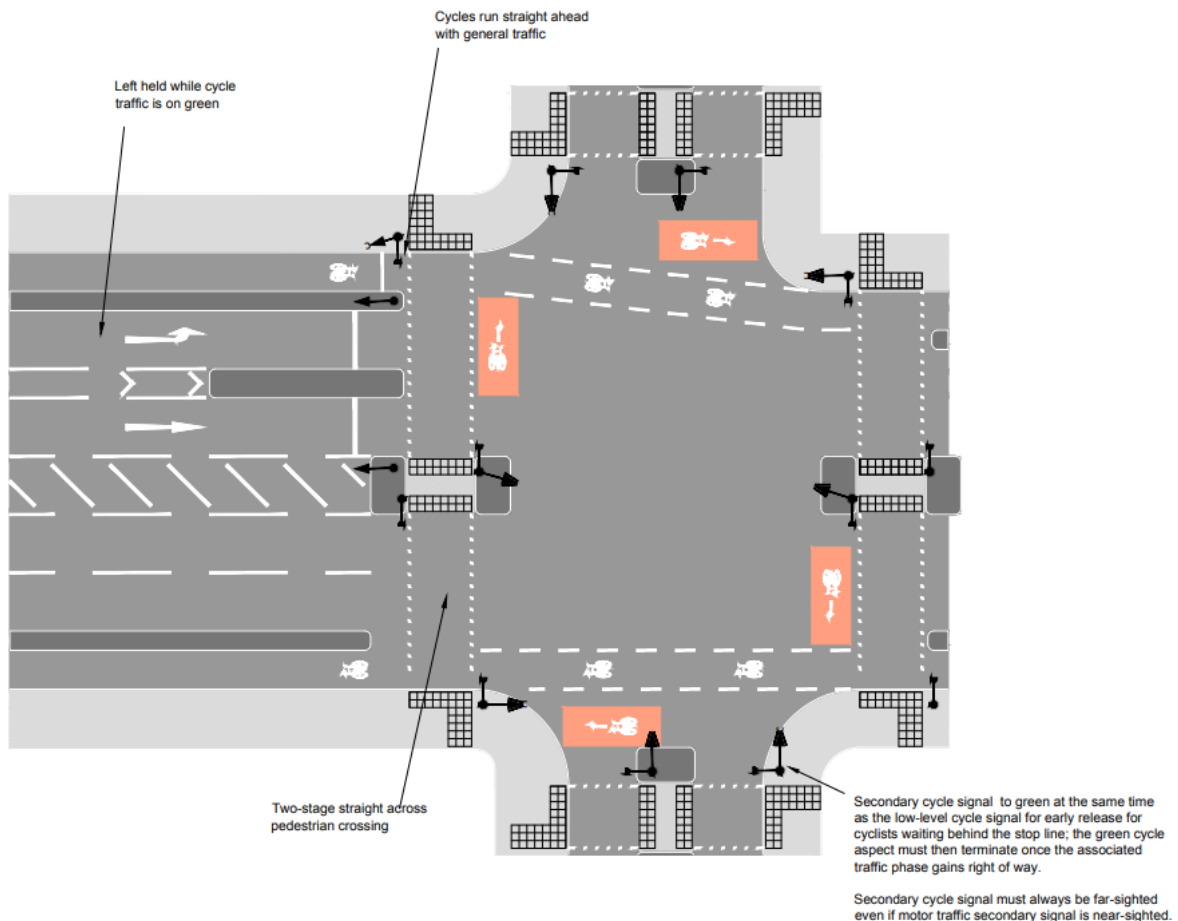 Cycles run straight ahead
with general traffic
Left held while cycle
traffic is on green
Two-stage straight across
pedestrian crossing
Secondary cycle signal to green at the same time
as the low-level cycle signal for early release for
cyclists waiting behind the stop line; the green cycle
aspect must then terminate once the associated
traffic phase gains right of way.
Secondary cycle signal must always be far-sighted
even if motor traffic secondary signal is near-sighted.